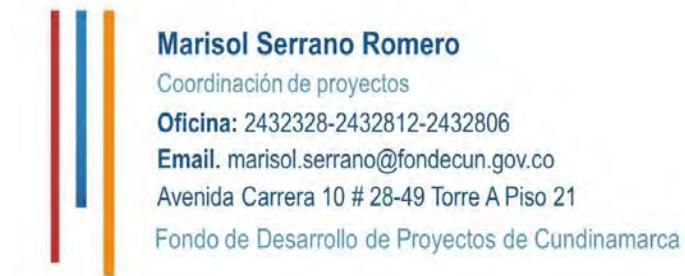 Marisol Serrano Romero
Coordinación de proyectos
Oficina: 2432328-2432812-2432806
Email. marisol.serrano@fondecun.gov.co
Avenida Carrera 10 # 28-49 Torre A Piso 21
Fondo de Desarrollo de Proyectos de Cundinamarca